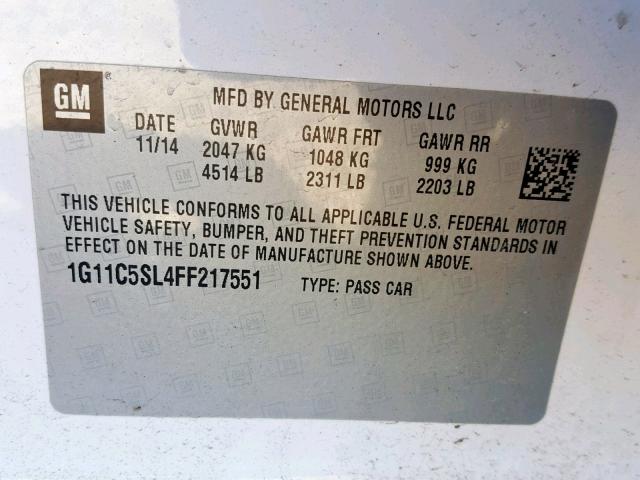 GM
MFD BY GENERAL MOTORS LLC
DATE GVWR GAWR FRT GAWR RR
11/14 2047 KG 1048 KG 999 KG
4514 LB 2311 LB 2203 LB
THIS VEHICLE CONFORMS TO ALL APPLICABLE U.S. FEDERAL MOTOR
VEHICLE SAFETY, BUMPER, AND THEFT PREVENTION STANDARDS IN
EFFECT ON THE DATE OF MANUFACTURE SHOWN ABOVE.
1G11C5SL4FF217551 TYPE: PASS CAR